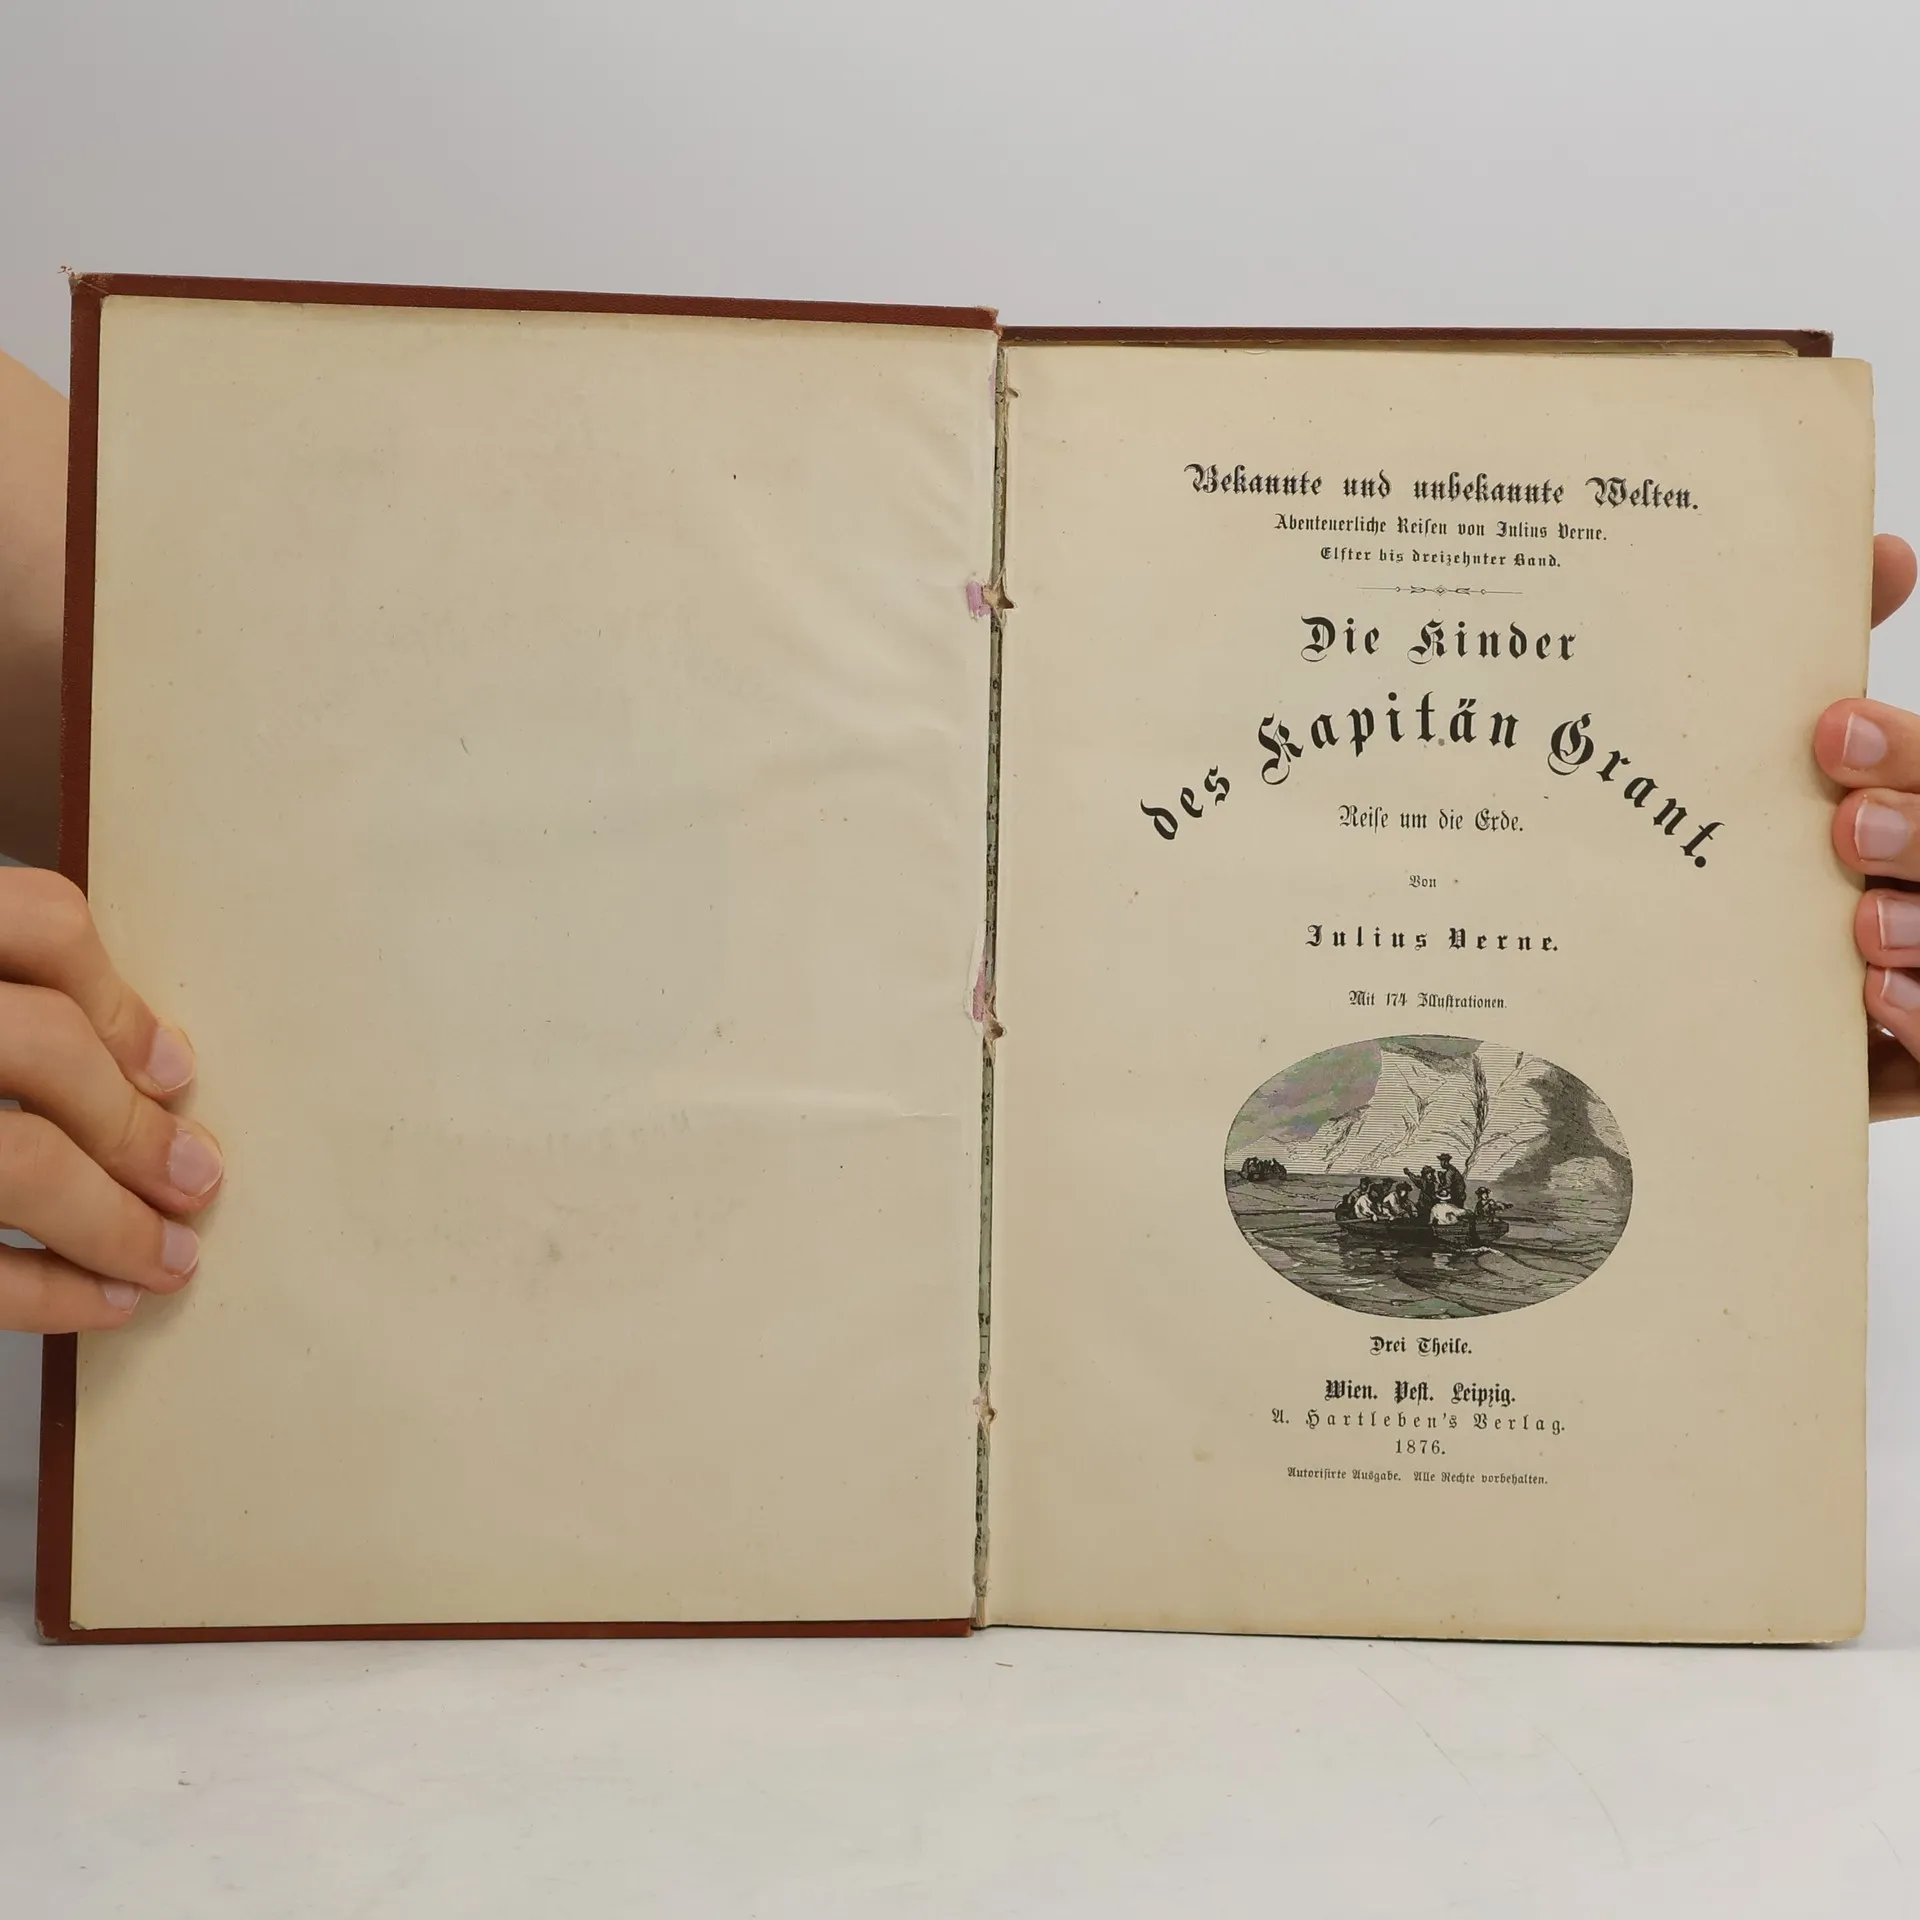 Bekannte und unbekannte Welten.
Abenteuerliche Reisen von Julius Verne.
Elfter bis dreizehnter Band.
Die Kinder
des Kapitän Grant.
Reise um die Erde.
Von
Julius Verne.
Mit 174 Illustrationen.
Drei Theile.
Wien. Pest. Leipzig.
A. Hartleben's Verlag.
1876.
Autorisirte Ausgabe. Alle Rechte vorbehalten.